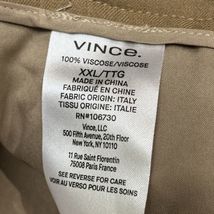 VINCE.
100% VISCOSE/VISCOSE
XXL/TTG
MADE IN CHINA
FABRIQUÉ EN CHINE
FABRIC ORIGIN: ITALY
TISSU ORIGINE: ITALIE
RN#106730
Vince, LLC
500 Fifth Avenue, 20th Floor
New York, NY 10110
11 Rue Saint Florentin
75008 Paris France
SEE REVERSE FOR CARE
VOIR AU VERSO POUR LES SOINS